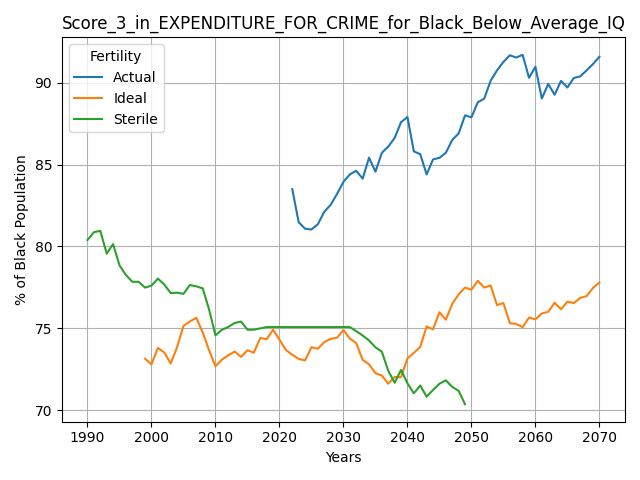 Score_3_in_EXPENDITURE_FOR_CRIME_for_Black_Below_Average_IQ
Fertility
Actual
Ideal
Sterile
% of Black Population
90
85
80
75
70
1990 2000 2010 2020 2030 2040 2050 2060 2070
Years